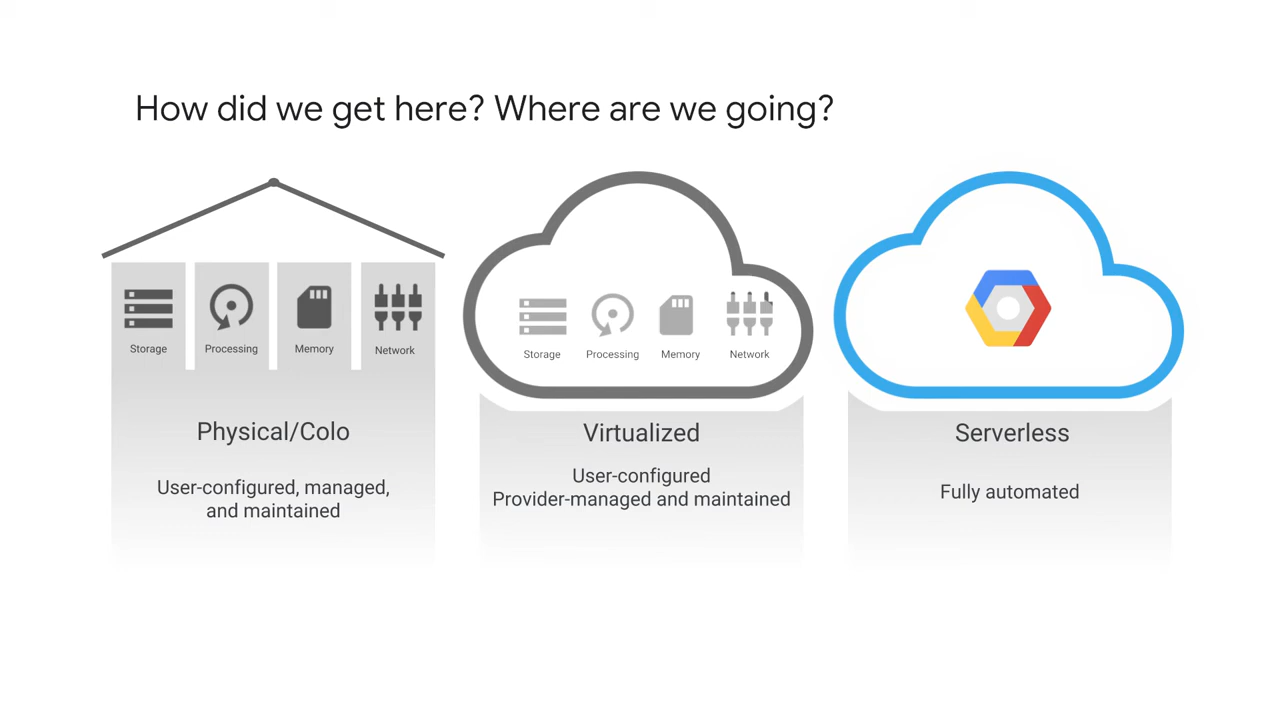 How did we get here? Where are we going?
Storage
Processing
Memory
Network
Physical/Colo
User-configured, managed,
and maintained
Storage
Processing
Memory
Network
Virtualized
User-configured
Provider-managed and maintained
Serverless
Fully automated